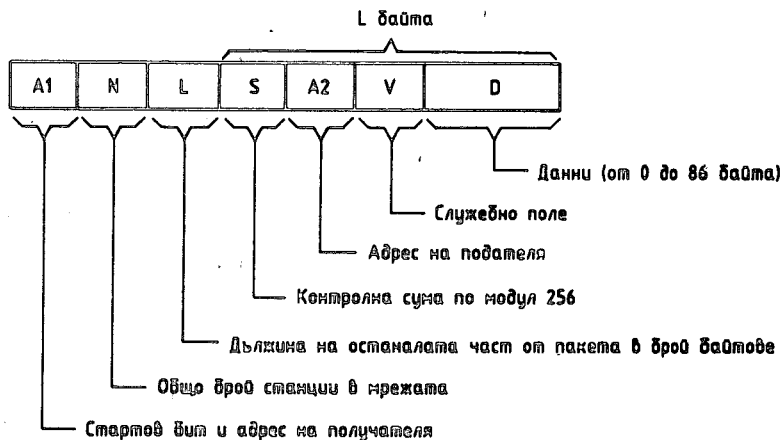 L байта
A1 N L S A2 V D
Данни (от 0 до 86 байта)
Служебно поле
Адрес на подателя
Контролна сума по модул 256
Дължина на останалата част от пакета в брой байтове
Общо брой станции в мрежата
Стартов бит и адрес на получателя